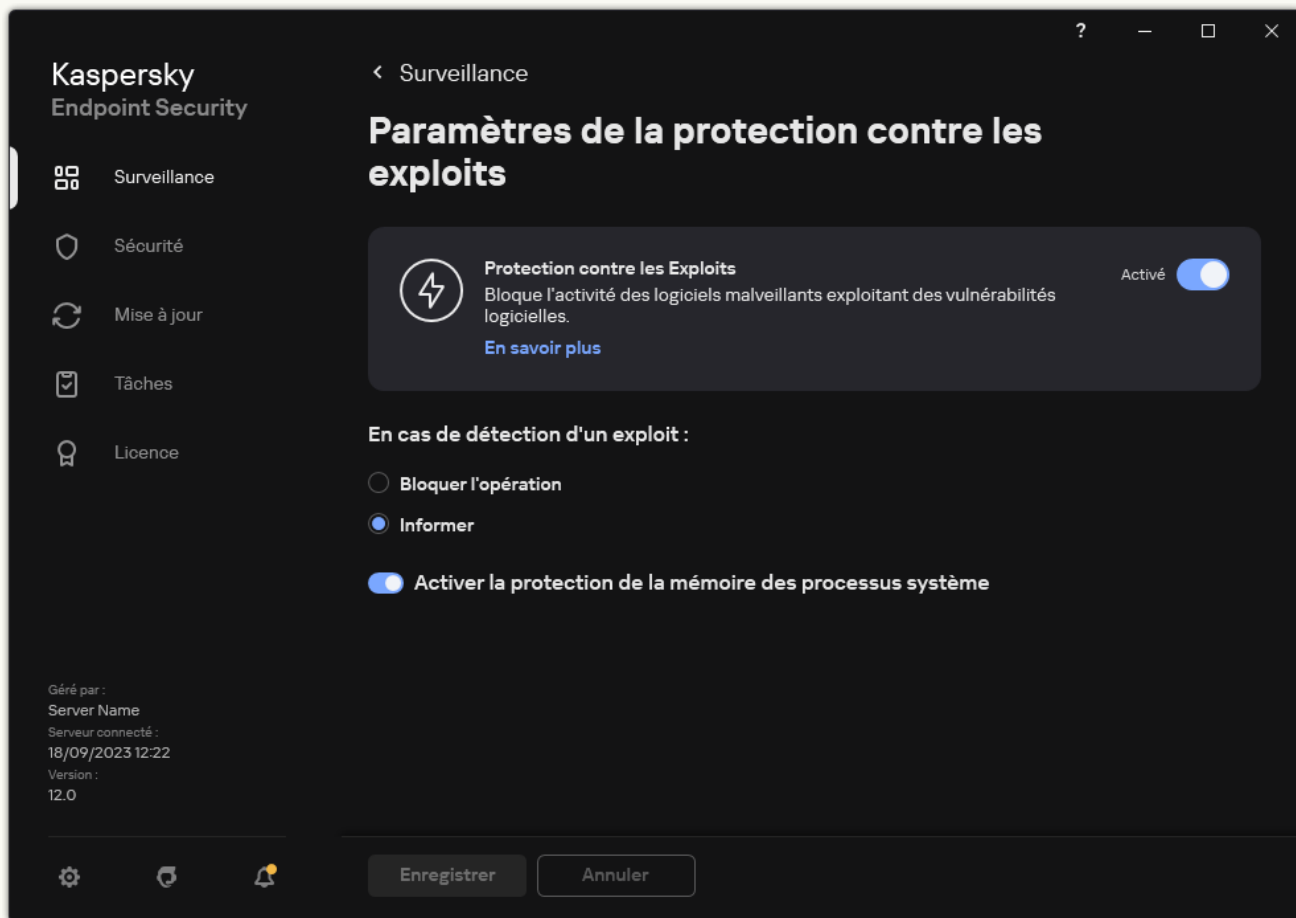 ?
Kaspersky
Endpoint Security
Surveillance
Sécurité
Mise à jour
Tâches
Licence
Géré par :
Server Name
Serveur connecté :
18/09/2023 12:22
Version :
12.0
Surveillance
Paramètres de la protection contre les
exploits
Protection contre les Exploits
Bloque l'activité des logiciels malveillants exploitant des vulnérabilités
logicielles.
En savoir plus
Activé
En cas de détection d'un exploit :
Bloquer l'opération
Informer
Activer la protection de la mémoire des processus système
Enregistrer
Annuler